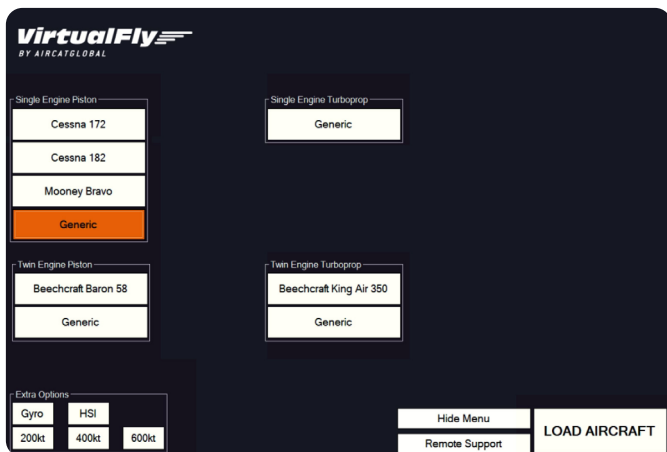 VirtualFly
BY AIRCATGLOBAL
Single Engine Piston
Cessna 172
Cessna 182
Mooney Bravo
Generic
Single Engine Turboprop
Generic
Twin Engine Piston
Beechcraft Baron 58
Generic
Twin Engine Turboprop
Beechcraft King Air 350
Generic
Extra Options
Gyro HSI
200kt 400kt 600kt
Hide Menu
Remote Support
LOAD AIRCRAFT